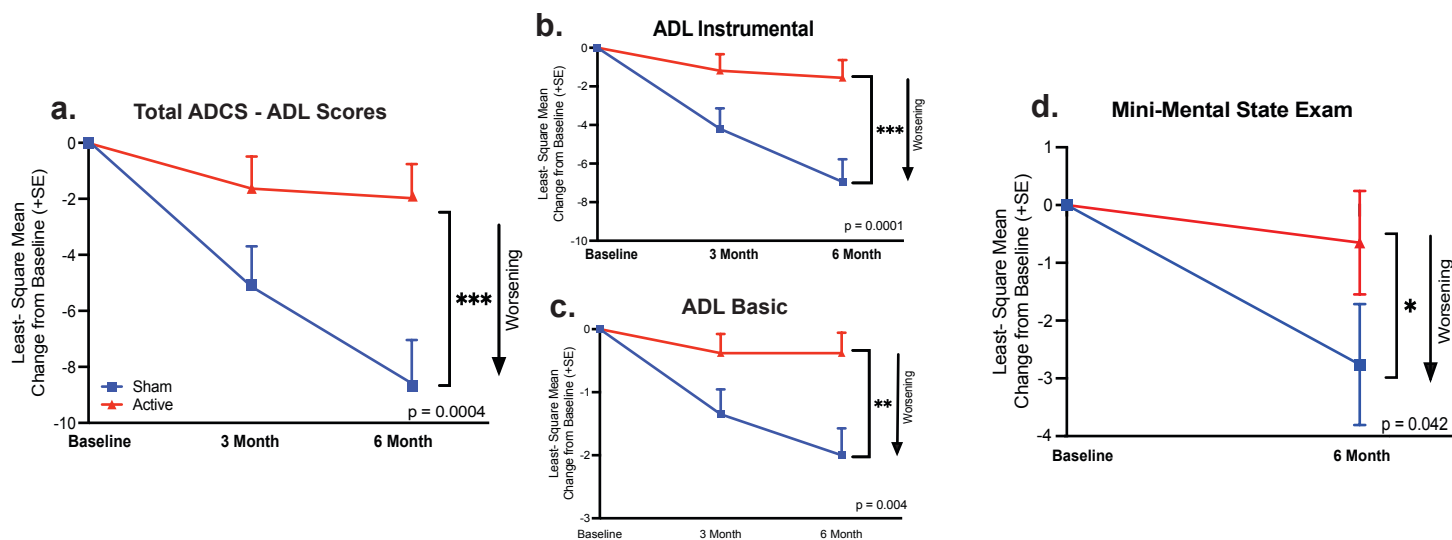 a.
Total ADCS - ADL Scores
Least- Square Mean
Change from Baseline (+SE)
0
-2
-4
-6
-8
-10
Sham
Active
***
Worsening
p = 0.0004
Baseline
3 Month
6 Month
b.
ADL Instrumental
Least- Square Mean
Change from Baseline (+SE)
0
-2
-4
-6
-8
-10
***
Worsening
p = 0.0001
Baseline
3 Month
6 Month
c.
ADL Basic
Least- Square Mean
Change from Baseline (+SE)
0
-1
-2
-3
**
Worsening
p = 0.004
Baseline
3 Month
6 Month
d.
Mini-Mental State Exam
Least- Square Mean
Change from Baseline (+SE)
1
0
-1
-2
-3
-4
*
Worsening
p = 0.042
Baseline
6 Month